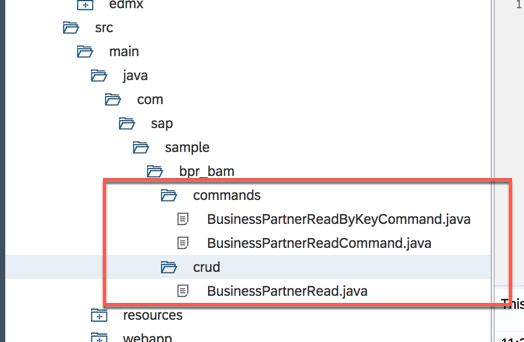 edmx
1
src
main
java
com
sap
sample
bpr_bam
commands
BusinessPartnerReadByKeyCommand.java
BusinessPartnerReadCommand.java
crud
BusinessPartnerRead.java
This
resources
webapp